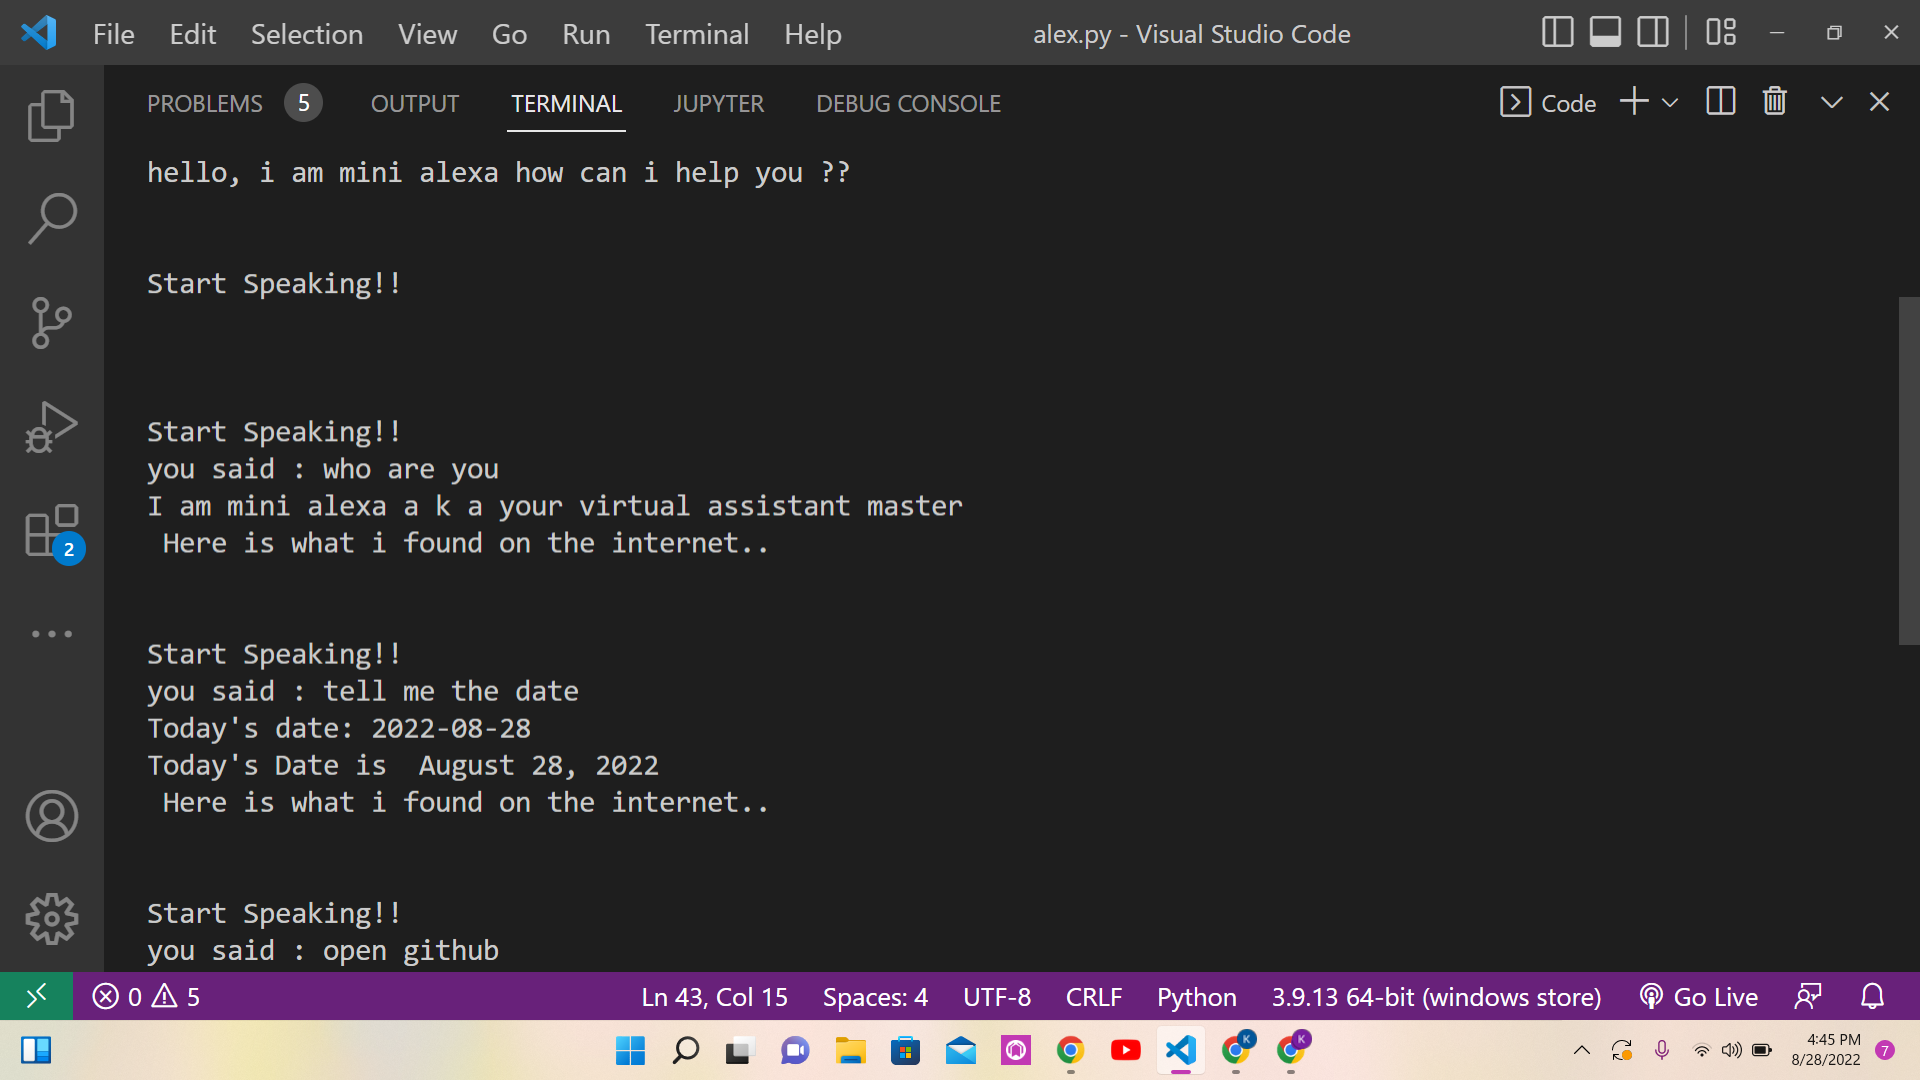 File Edit Selection View Go Run Terminal Help alex.py - Visual Studio Code
PROBLEMS 5 OUTPUT TERMINAL JUPYTER DEBUG CONSOLE Code
hello, i am mini alexa how can i help you ??
Start Speaking!!
Start Speaking!!
you said : who are you
I am mini alexa a k a your virtual assistant master
Here is what i found on the internet..
2
Start Speaking!!
you said : tell me the date
Today's date: 2022-08-28
Today's Date is  August 28, 2022
Here is what i found on the internet..
Start Speaking!!
you said : open github
0 5 Ln 43, Col 15 Spaces: 4 UTF-8 CRLF Python 3.9.13 64-bit (windows store) Go Live
K K 4:45 PM
8/28/2022 7